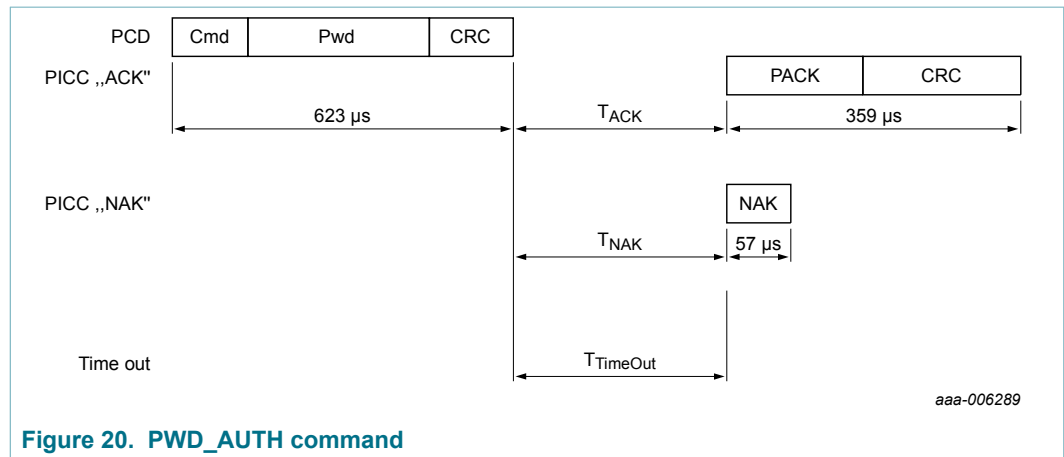 PCD Cmd Pwd CRC
PICC ,,ACK" PACK CRC
623 µs TACK 359 µs
PICC ,,NAK" NAK
TNAK 57 µs
Time out TTimeOut
aaa-006289
Figure 20. PWD_AUTH command